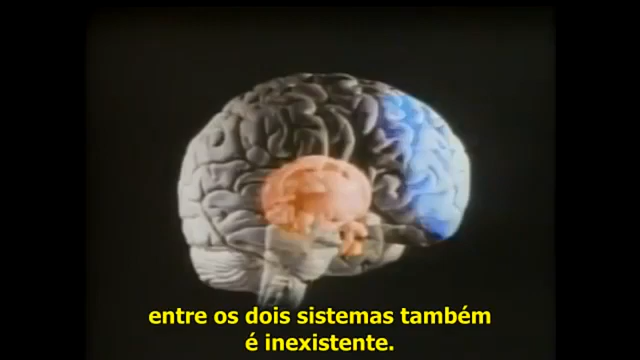 entre os dois sistemas também
é inexistente.